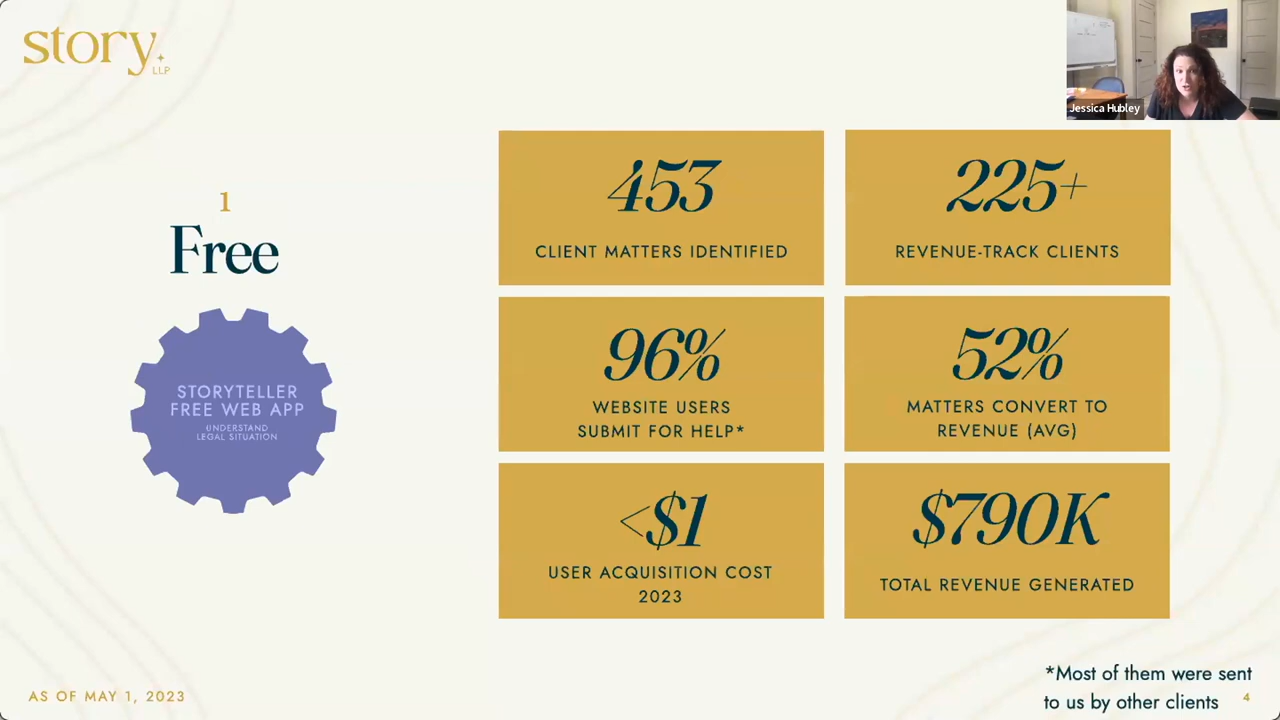 story.
LLP
Jessica Hubley
1
Free
STORYTELLER
FREE WEB APP
UNDERSTAND
LEGAL SITUATION
453
CLIENT MATTERS IDENTIFIED
225+
REVENUE-TRACK CLIENTS
96%
WEBSITE USERS
SUBMIT FOR HELP*
52%
MATTERS CONVERT TO
REVENUE (AVG)
<$1
USER ACQUISITION COST
2023
$790K
TOTAL REVENUE GENERATED
AS OF MAY 1, 2023
*Most of them were sent
to us by other clients
4